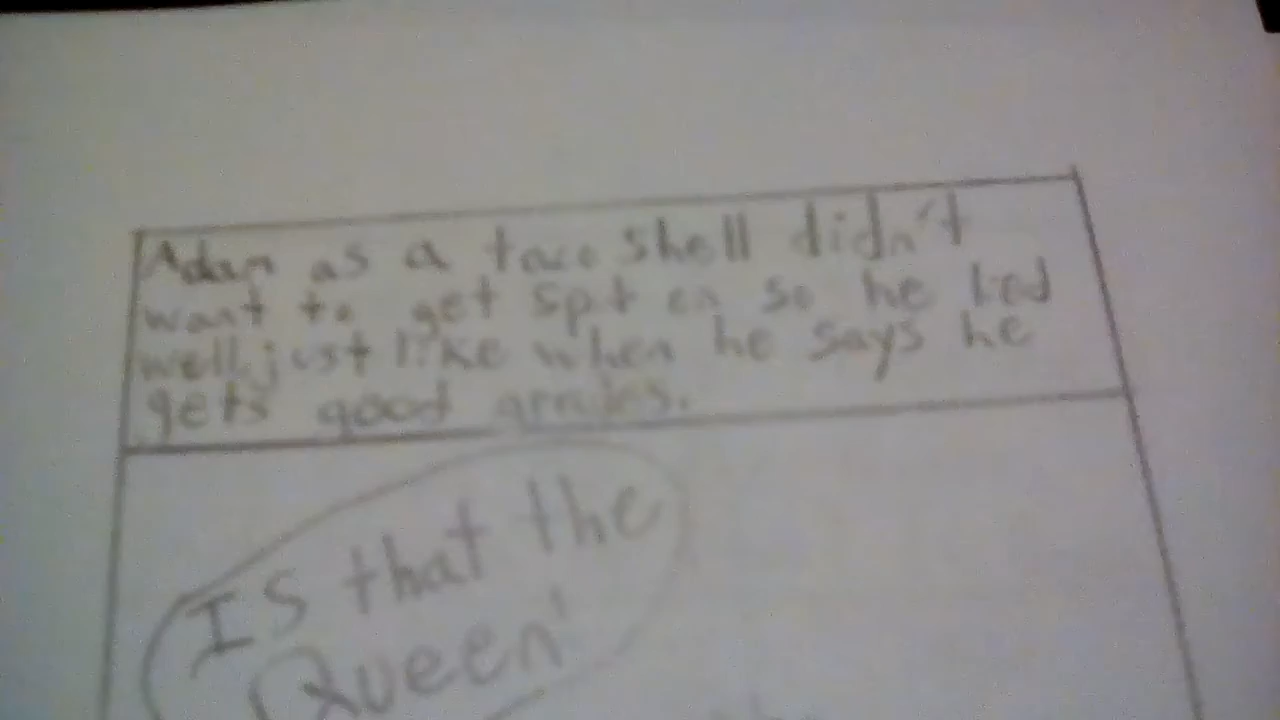 Adam as a taco shell didn't
want to get spt on so he lied
well, just like when he says he
gets good grades.
Is that the
Queen'